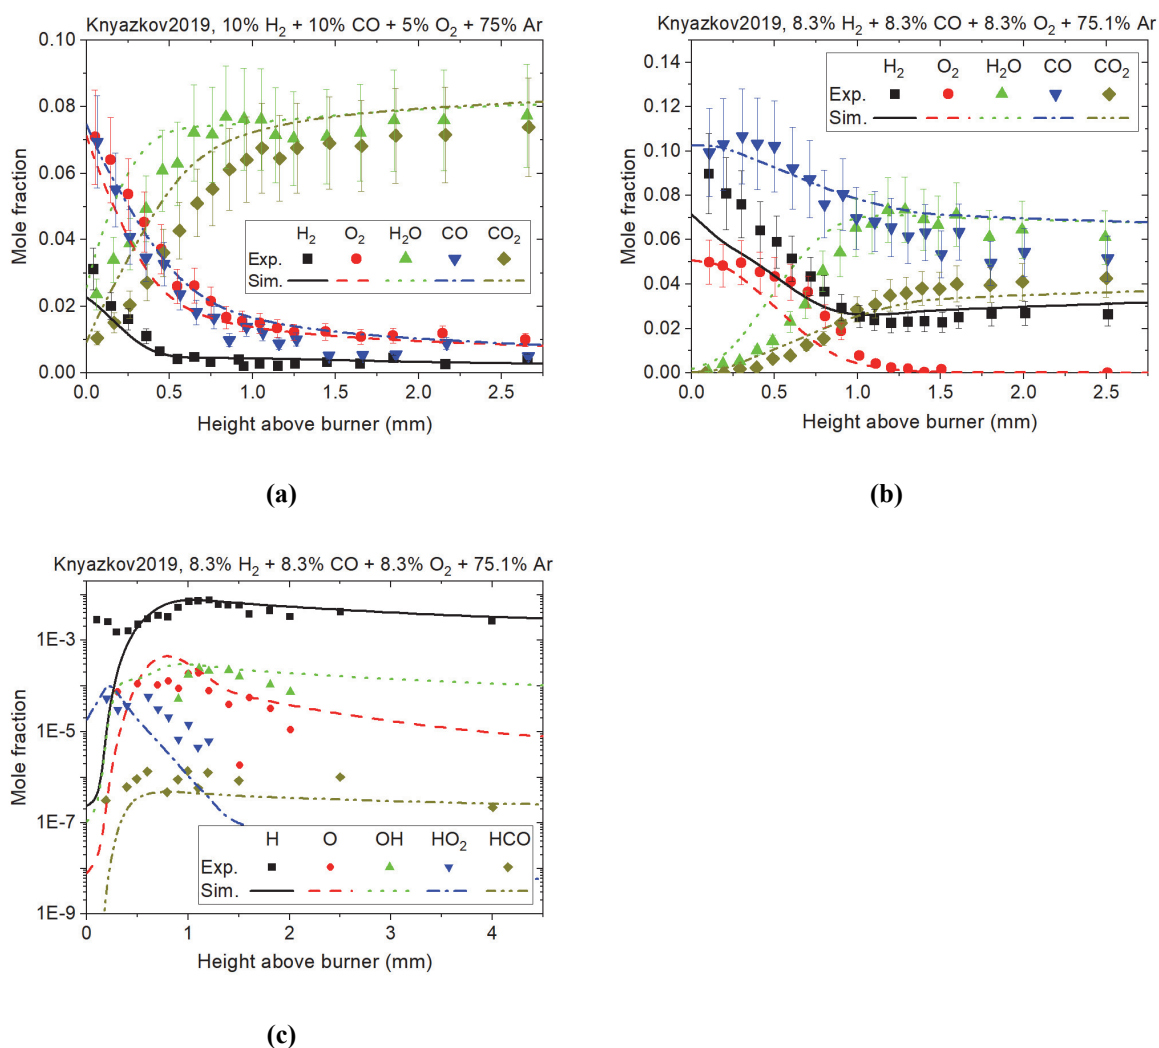 Knyazkov2019, 10% H₂ + 10% CO + 5% O₂ + 75% Ar
0.10
0.08
0.06
0.04
0.02
0.00
Mole fraction
H₂ O₂ H₂O CO CO₂
Exp.
Sim.
0.0 0.5 1.0 1.5 2.0 2.5
Height above burner (mm)
(a)
Knyazkov2019, 8.3% H₂ + 8.3% CO + 8.3% O₂ + 75.1% Ar
0.14
0.12
0.10
0.08
0.06
0.04
0.02
0.00
Mole fraction
H₂ O₂ H₂O CO CO₂
Exp.
Sim.
0.0 0.5 1.0 1.5 2.0 2.5
Height above burner (mm)
(b)
Knyazkov2019, 8.3% H₂ + 8.3% CO + 8.3% O₂ + 75.1% Ar
1E-3
1E-5
1E-7
1E-9
Mole fraction
H O OH HO₂ HCO
Exp.
Sim.
0 1 2 3 4
Height above burner (mm)
(c)